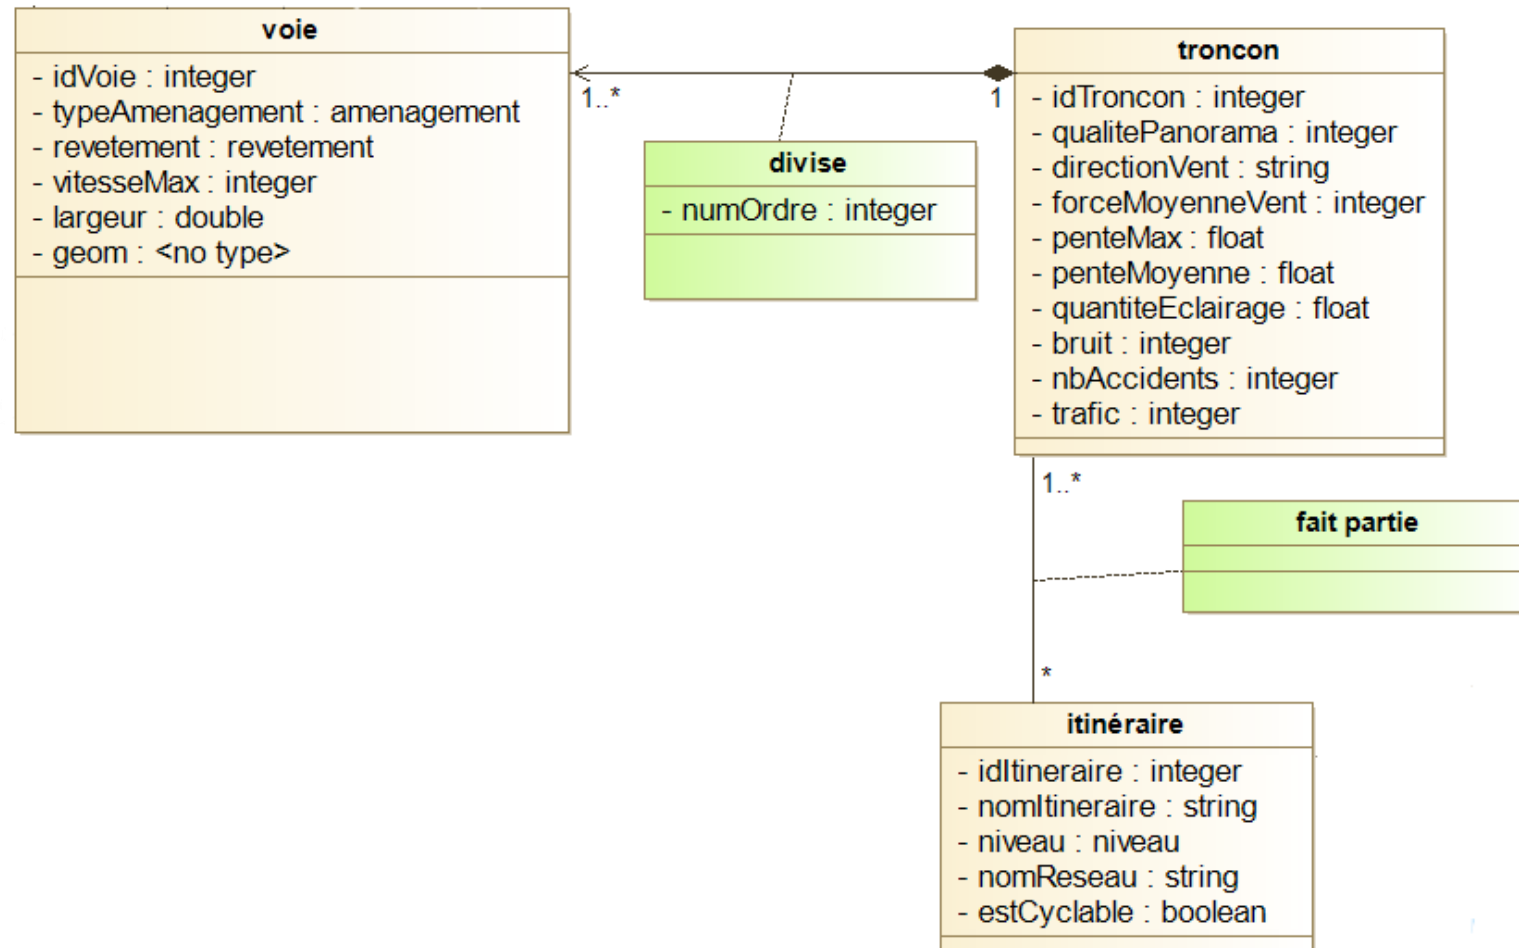 voie
- idVoie : integer
- typeAmenagement : amenagement
- revetement : revetement
- vitesseMax : integer
- largeur : double
- geom : <no type>
1..*
1
divise
- numOrdre : integer
troncon
- idTroncon : integer
- qualitePanorama : integer
- directionVent : string
- forceMoyenneVent : integer
- penteMax : float
- penteMoyenne : float
- quantiteEclairage : float
- bruit : integer
- nbAccidents : integer
- trafic : integer
1..*
fait partie
*
itinéraire
- idItineraire : integer
- nomItineraire : string
- niveau : niveau
- nomReseau : string
- estCyclable : boolean